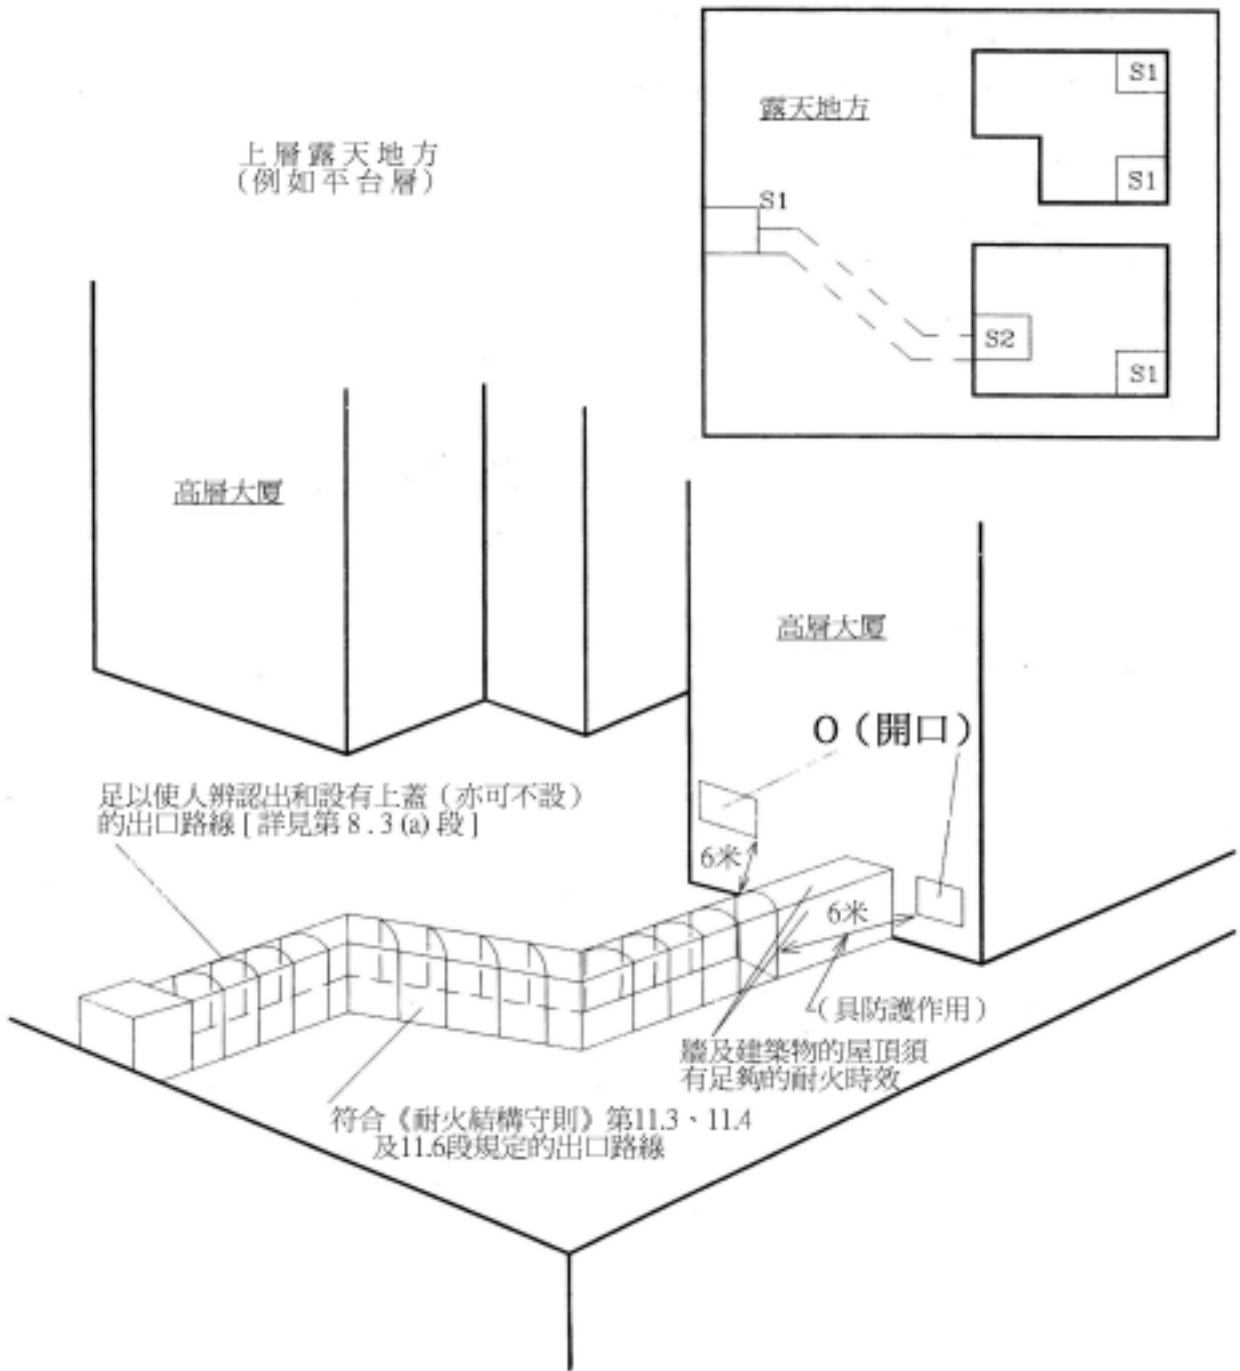 上層露天地方
(例如平台層)
露天地方
S1
S1
S1
S2
S1
高層大厦
高層大厦
O（開口）
足以使人辨認出和設有上蓋（亦可不設）
的出口路線 [ 詳見第 8 . 3 (a) 段 ]
6米
6米
（具防護作用）
牆及建築物的屋頂須
有足夠的耐火時效
符合《耐火結構守則》第11.3、11.4
及11.6段規定的出口路線